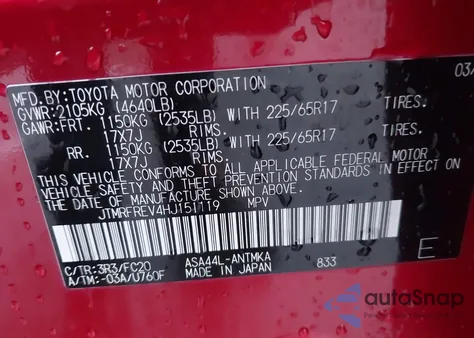 MFD.BY:TOYOTA MOTOR CORPORATION 03/
GVWR:2105KG (4640LB)
GAWR:FRT. 1150KG (2535LB) WITH 225/65R17 TIRES.
17X7J RIMS.
RR. 1150KG (2535LB) WITH 225/65R17 TIRES.
17X7J RIMS.
THIS VEHICLE CONFORMS TO ALL APPLICABLE FEDERAL MOTOR
VEHICLE SAFETY AND THEFT PREVENTION STANDARDS IN EFFECT ON
THE DATE OF MANUFACTURE SHOWN ABOVE.
JTMRFREV4HJ151119 MPV
C/TR:3R3/FC20 ASA44L-ANTMKA E
A/TM:-03A/U760F MADE IN JAPAN 833
autoSnap